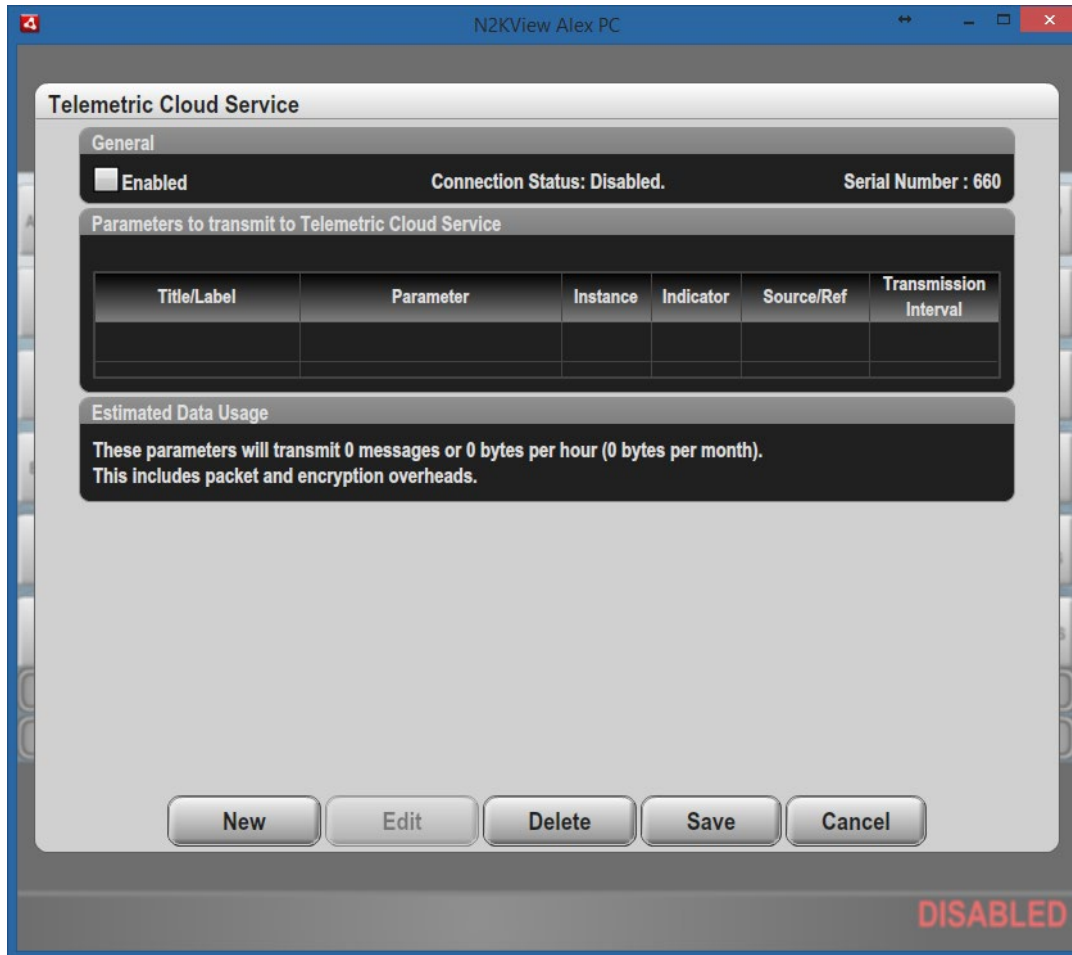 N2KView Alex PC
Telemetric Cloud Service
General
Enabled Connection Status: Disabled. Serial Number : 660
Parameters to transmit to Telemetric Cloud Service
Title/Label Parameter Instance Indicator Source/Ref Transmission Interval
Estimated Data Usage
These parameters will transmit 0 messages or 0 bytes per hour (0 bytes per month).
This includes packet and encryption overheads.
New Edit Delete Save Cancel
DISABLED